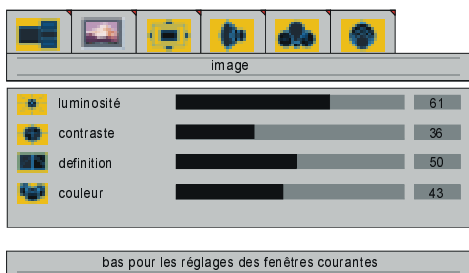 image
luminosité 61
contraste 36
definition 50
couleur 43
bas pour les réglages des fenêtres courantes